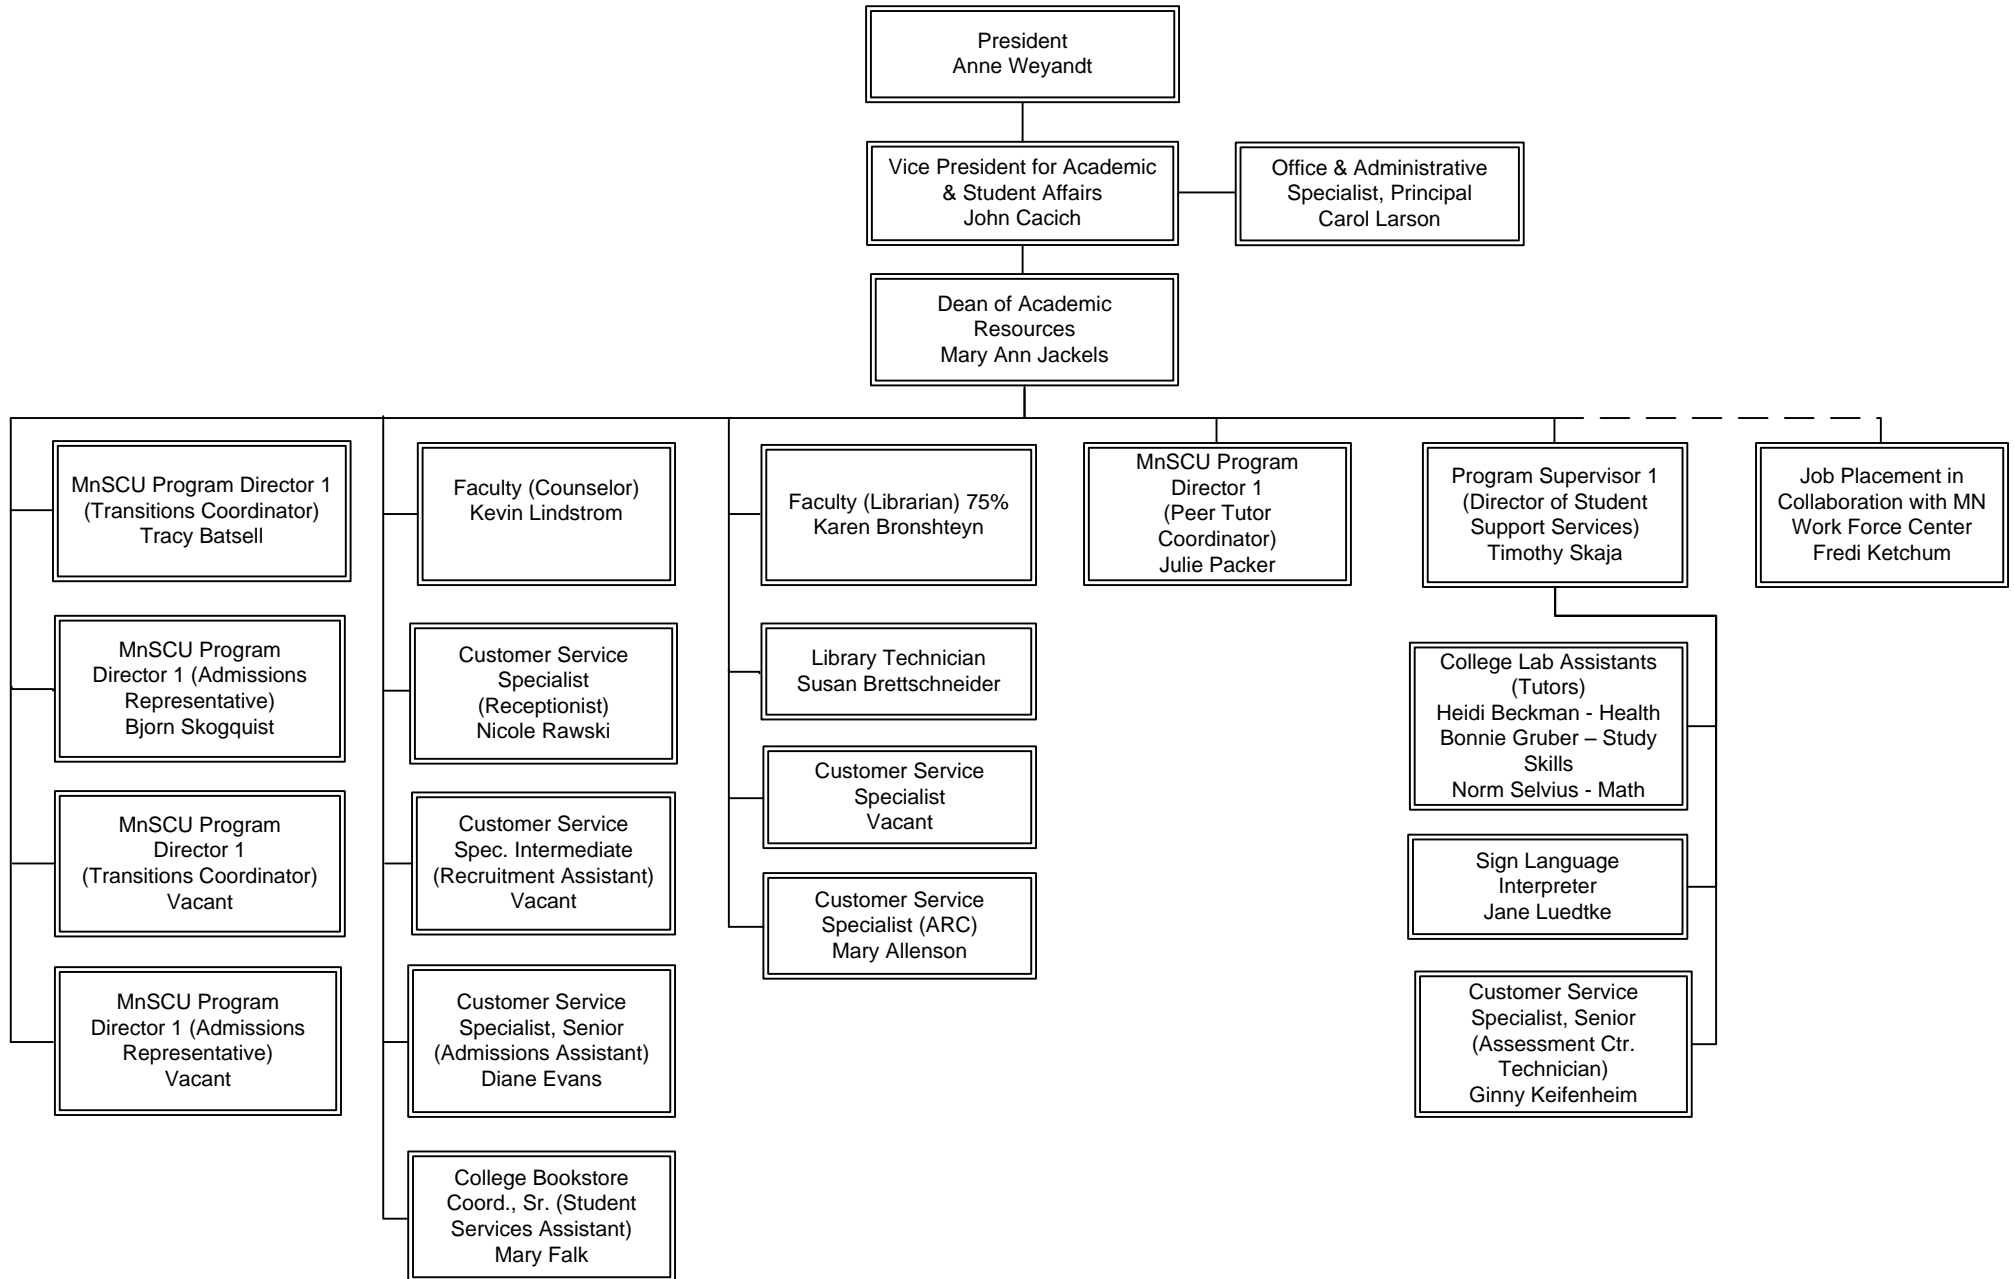 President
Anne Weyandt
Vice President for Academic
& Student Affairs
John Cacich
Office & Administrative
Specialist, Principal
Carol Larson
Dean of Academic
Resources
Mary Ann Jackels
MnSCU Program Director 1
(Transitions Coordinator)
Tracy Batsell
MnSCU Program
Director 1 (Admissions
Representative)
Bjorn Skogquist
MnSCU Program
Director 1
(Transitions Coordinator)
Vacant
MnSCU Program
Director 1 (Admissions
Representative)
Vacant
Faculty (Counselor)
Kevin Lindstrom
Customer Service
Specialist
(Receptionist)
Nicole Rawski
Customer Service
Spec. Intermediate
(Recruitment Assistant)
Vacant
Customer Service
Specialist, Senior
(Admissions Assistant)
Diane Evans
College Bookstore
Coord., Sr. (Student
Services Assistant)
Mary Falk
Faculty (Librarian) 75%
Karen Bronshteyn
Library Technician
Susan Brettschneider
Customer Service
Specialist
Vacant
Customer Service
Specialist (ARC)
Mary Allenson
MnSCU Program
Director 1
(Peer Tutor
Coordinator)
Julie Packer
Program Supervisor 1
(Director of Student
Support Services)
Timothy Skaja
College Lab Assistants
(Tutors)
Heidi Beckman - Health
Bonnie Gruber – Study
Skills
Norm Selvius - Math
Sign Language
Interpreter
Jane Luedtke
Customer Service
Specialist, Senior
(Assessment Ctr.
Technician)
Ginny Keifenheim
Job Placement in
Collaboration with MN
Work Force Center
Fredi Ketchum